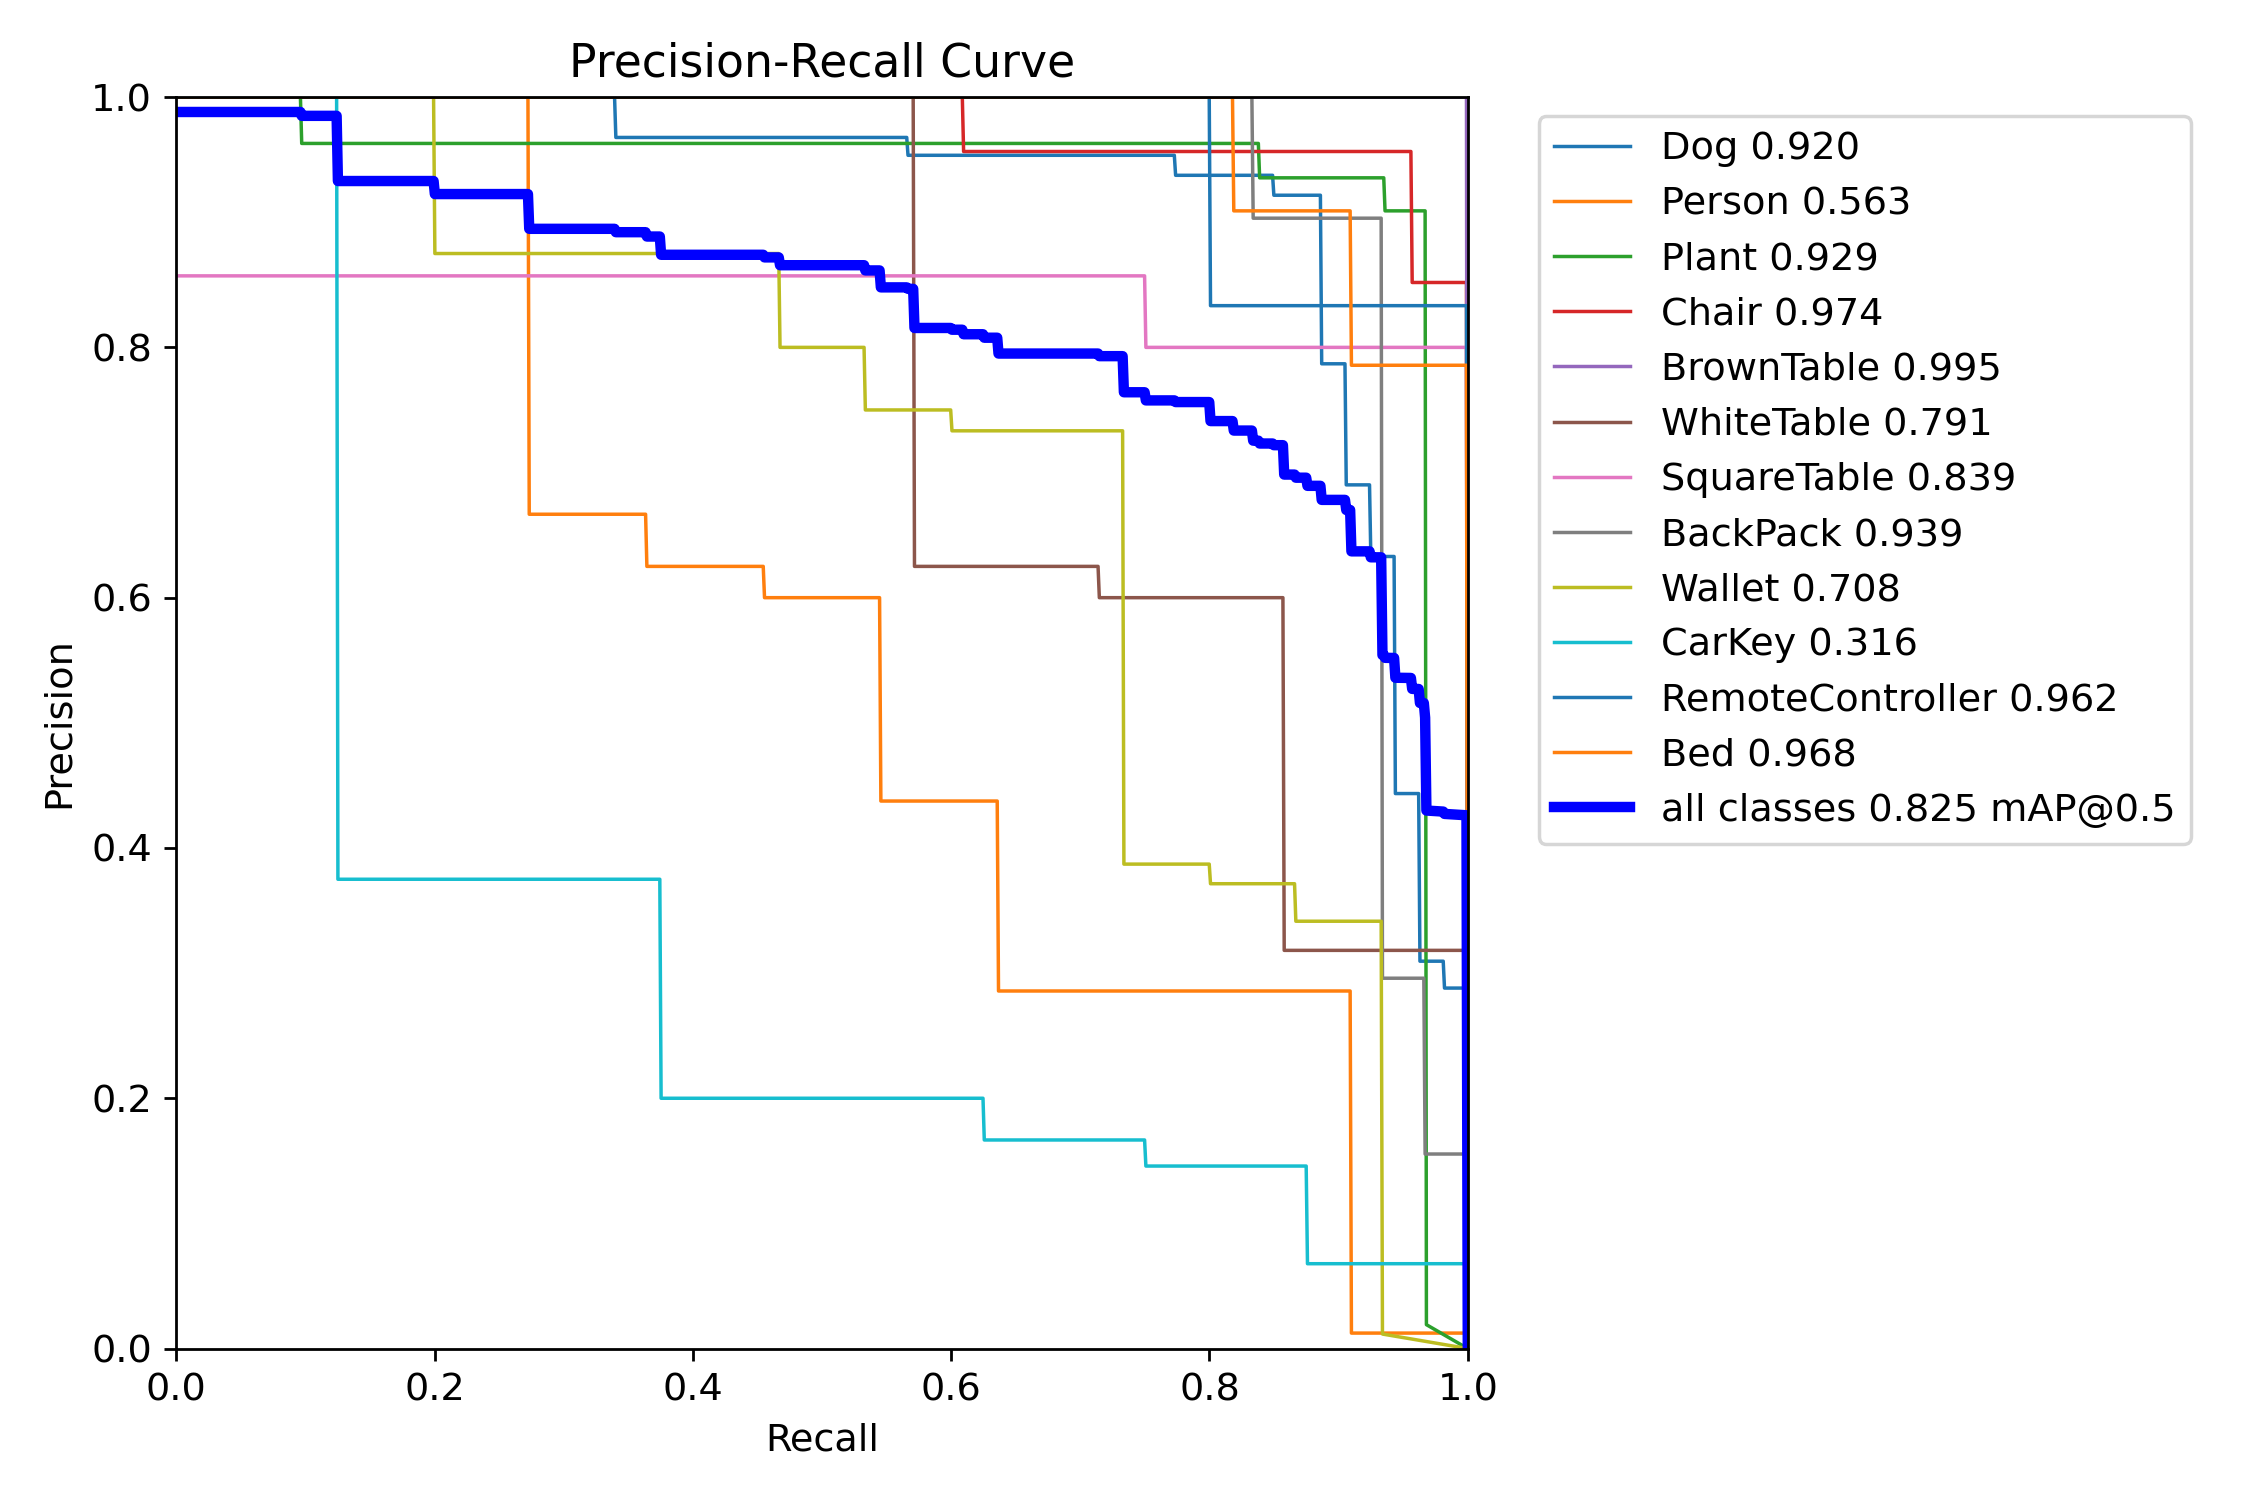 Precision-Recall Curve
1.0
0.8
0.6
0.4
0.2
0.0
Precision
0.0 0.2 0.4 0.6 0.8 1.0
Recall
Dog 0.920
Person 0.563
Plant 0.929
Chair 0.974
BrownTable 0.995
WhiteTable 0.791
SquareTable 0.839
BackPack 0.939
Wallet 0.708
CarKey 0.316
RemoteController 0.962
Bed 0.968
all classes 0.825 mAP@0.5